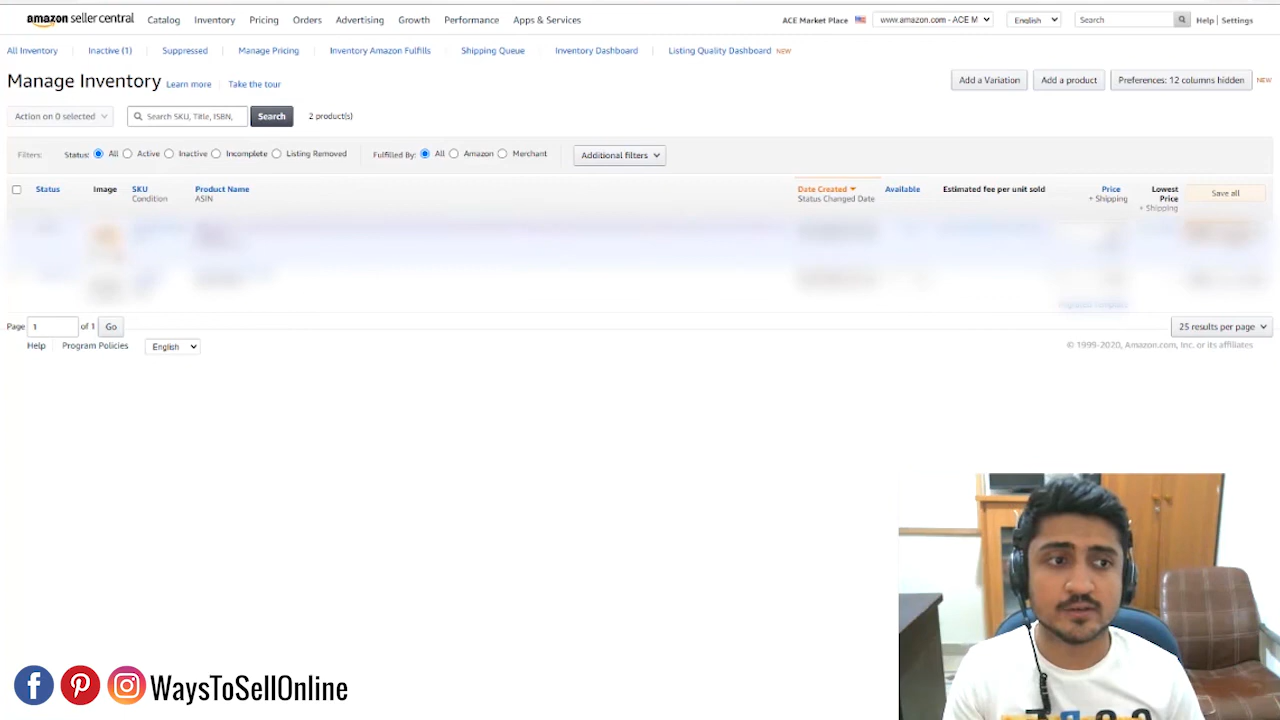 amazon seller central Catalog Inventory Pricing Orders Advertising Growth Performance Apps & Services ACE Market Place www.amazon.com - ACE M English Search Help Settings
All Inventory Inactive (1) Suppressed Manage Pricing Inventory Amazon Fulfills Shipping Queue Inventory Dashboard Listing Quality Dashboard NEW
Manage Inventory Learn more Take the tour Add a Variation Add a product Preferences: 12 columns hidden NEW
Action on 0 selected Search SKU, Title, ISBN, Search 2 product(s)
Filters: Status: All Active Inactive Incomplete Listing Removed Fulfilled By: All Amazon Merchant Additional filters
Status Image SKU Product Name Date Created Available Estimated fee per unit sold Price Lowest Save all
Condition ASIN Status Changed Date + Shipping Price
+ Shipping
Page 1 of 1 Go 25 results per page
Help Program Policies English © 1999-2020, Amazon.com, Inc. or its affiliates
WaysToSellOnline